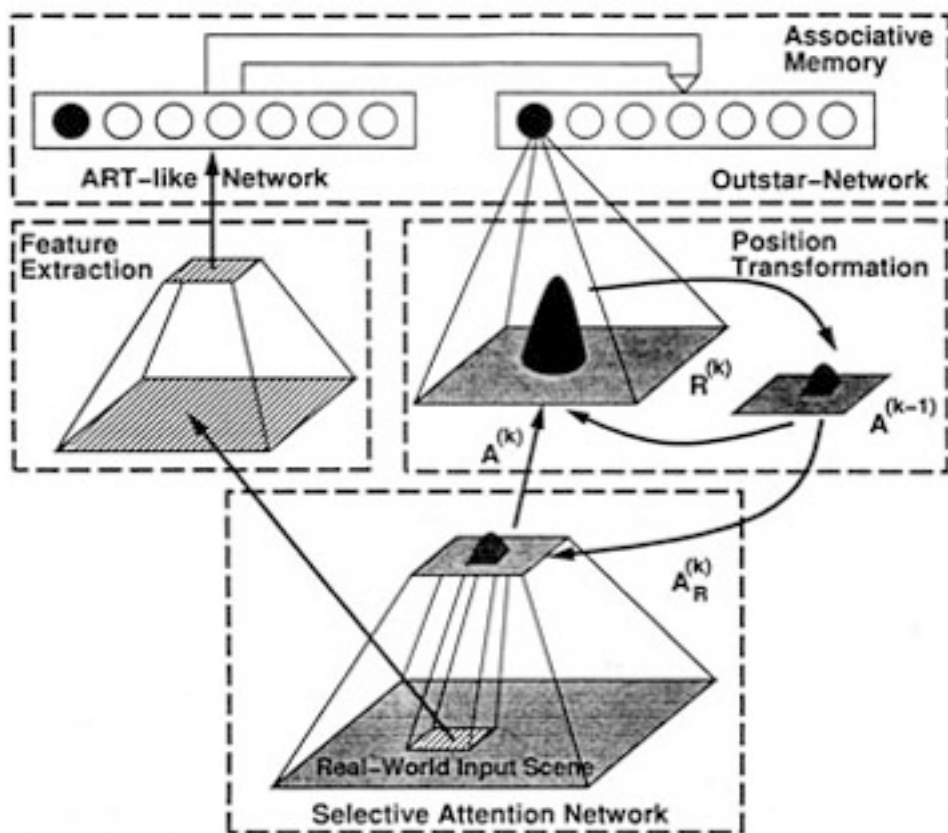 Associative
Memory
ART-like Network
Outstar-Network
Feature
Extraction
Position
Transformation
R(k)
A(k-1)
A(k)
A(k)R
Real-World Input Scene
Selective Attention Network